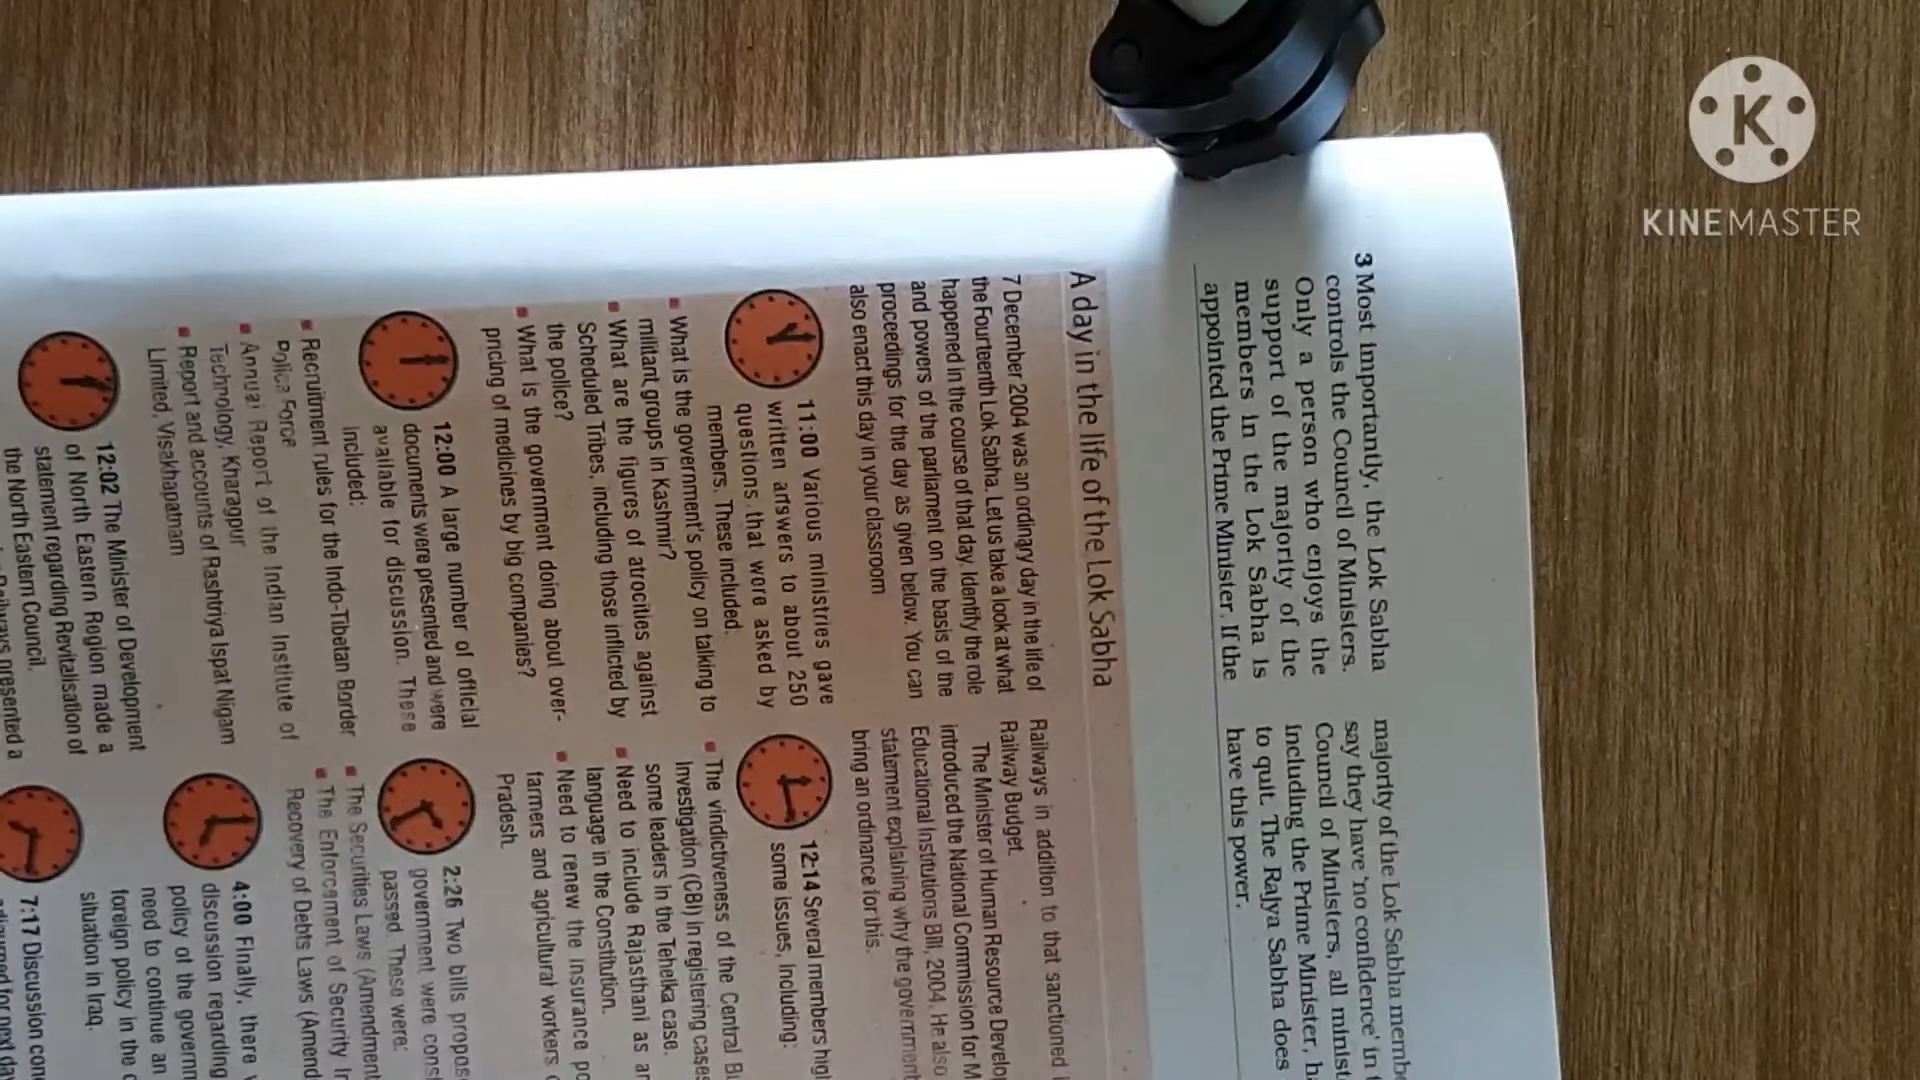 3 Most importantly, the Lok Sabha
controls the Council of Ministers.
Only a person who enjoys the
support of the majority of the
members in the Lok Sabha is
appointed the Prime Minister. If the
majority of the Lok Sabha
say they have 'no confidence' in
Council of Ministers, all
including the Prime Minister,
to quit. The Rajya Sabha does
have this power.
A day in the life of the Lok Sabha
7 December 2004 was an ordinary day in the life of
the Fourteenth Lok Sabha. Let us take a look at what
happened in the course of that day. Identify the role
and powers of the parliament on the basis of the
proceedings for the day as given below. You can
also enact this day in your classroom
11:00 Various ministries gave
written answers to about 250
questions that were asked by
members. These included:
What is the government's policy on talking to
militant groups in Kashmir?
What are the figures of atrocities against
Scheduled Tribes, including those inflicted by
the police?
What is the government doing about over-
pricing of medicines by big companies?
12:00 A large number of official
documents were presented and were
available for discussion. These
included:
Recruitment rules for the Indo-Tibetan Border
Police Force
Annual Report of the Indian Institute of
Technology, Kharagpur
Report and accounts of Rashtriya Ispat Nigam
Limited, Visakhapatnam
12:02 The Minister of Development
of North Eastern Region made a
statement regarding Revitalisation of
the North Eastern Council.
Railways presented a
Railways in addition to that sanctioned
Railway Budget.
The Minister of Human Resource
introduced the National Commission for
Educational Institutions Bill, 2004. He also
statement explaining why the government
bring an ordinance for this.
12:14 Several members
some issues, including:
The vindictiveness of the Central
Investigation (CBI) in registering cases
some leaders in the Tehelka case.
Need to include Rajasthani as
language in the Constitution.
Need to renew the insurance
farmers and agricultural workers
Pradesh.
2:26 Two bills
government were
passed. These were:
The Securities Laws
The Enforcement of Security
Recovery of Debts Laws
4:00 Finally, there
discussion regarding
policy of the
need to continue an
foreign policy in the
situation in Iraq.
7:17 Discussion
for next
K
KINEMASTER